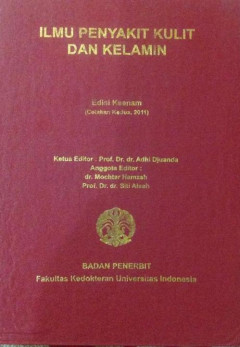 ILMU PENYAKIT KULIT
DAN KELAMIN
Edisi Keenam
(Cetakan Kedua, 2011)
Ketua Editor : Prof. Dr. dr. Adhi Djuanda
Anggota Editor :
dr. Mochtar Hamzah
Prof. Dr. dr. Siti Aisah
BADAN PENERBIT
Fakultas Kedokteran Universitas Indonesia